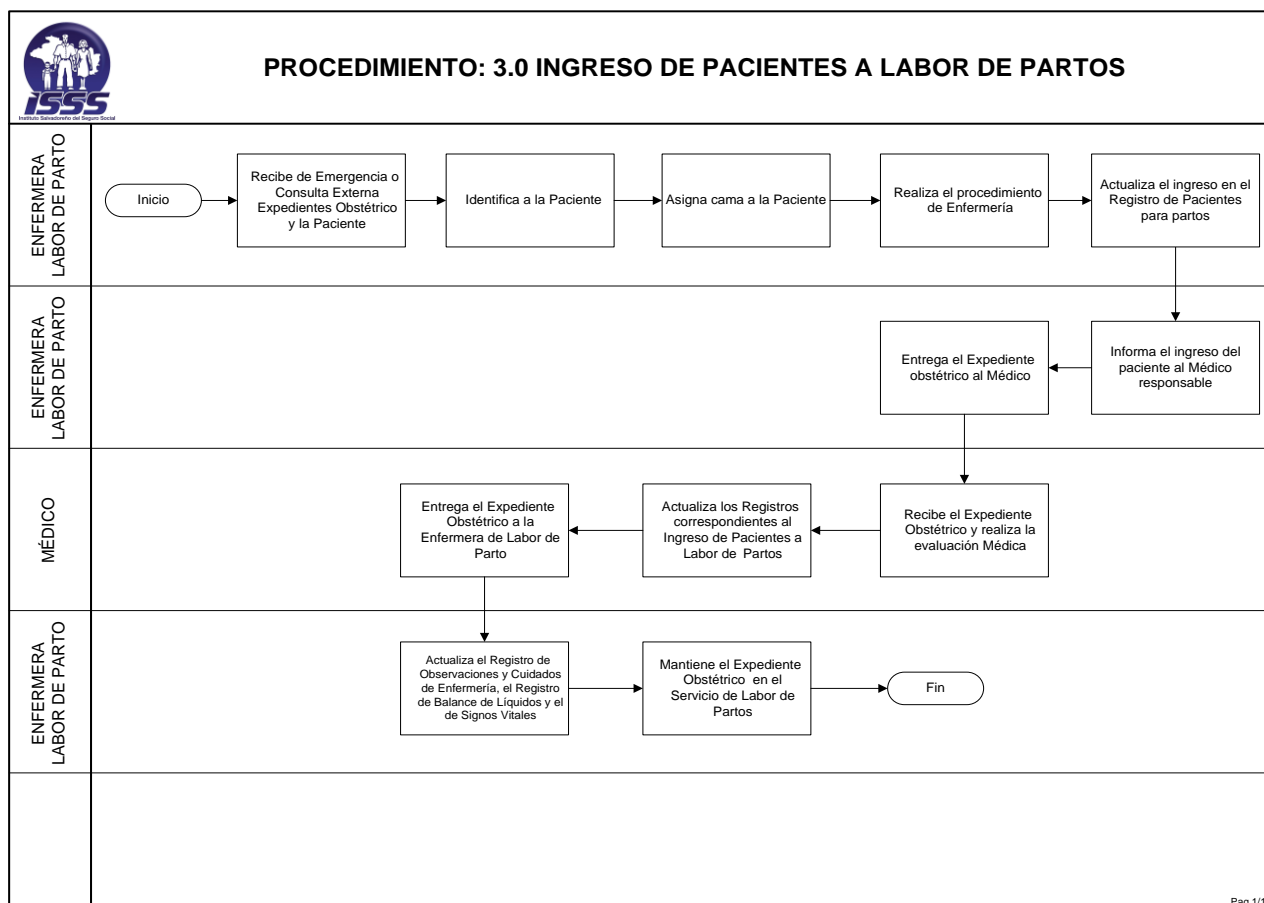 ISSS
Instituto Salvadoreño del Seguro Social
PROCEDIMIENTO: 3.0 INGRESO DE PACIENTES A LABOR DE PARTOS
ENFERMERA
LABOR DE PARTO
Inicio
Recibe de Emergencia o
Consulta Externa
Expedientes Obstétrico
y la Paciente
Identifica a la Paciente
Asigna cama a la Paciente
Realiza el procedimiento
de Enfermería
Actualiza el ingreso en el
Registro de Pacientes
para partos
ENFERMERA
LABOR DE PARTO
Informa el ingreso del
paciente al Médico
responsable
Entrega el Expediente
obstétrico al Médico
MÉDICO
Recibe el Expediente
Obstétrico y realiza la
evaluación Médica
Actualiza los Registros
correspondientes al
Ingreso de Pacientes a
Labor de Partos
Entrega el Expediente
Obstétrico a la
Enfermera de Labor de
Parto
ENFERMERA
LABOR DE PARTO
Actualiza el Registro de
Observaciones y Cuidados
de Enfermería, el Registro
de Balance de Líquidos y el
de Signos Vitales
Mantiene el Expediente
Obstétrico en el
Servicio de Labor de
Partos
Fin
Pag 1/1